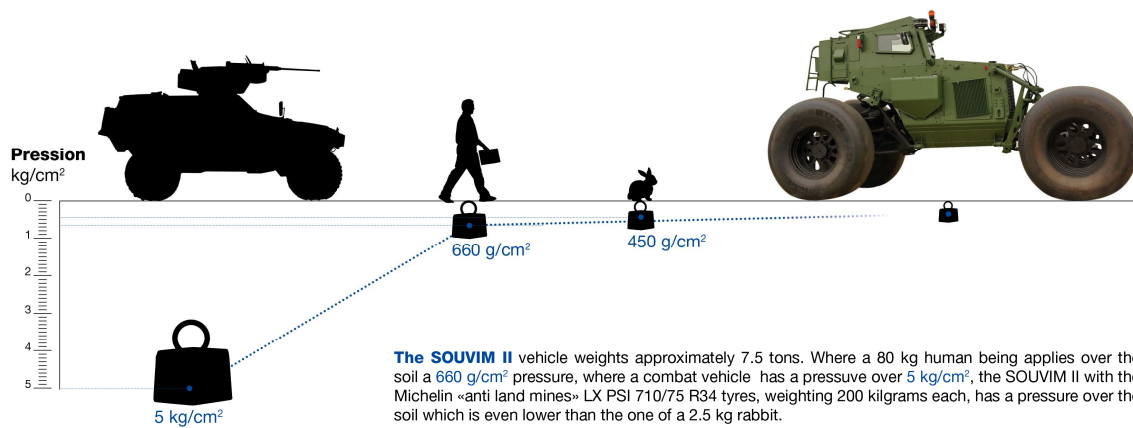 Pression
kg/cm²
0
1
2
3
4
5
660 g/cm²
450 g/cm²
5 kg/cm²
The SOUVIM II vehicle weights approximately 7.5 tons. Where a 80 kg human being applies over the
soil a 660 g/cm² pressure, where a combat vehicle has a pressuve over 5 kg/cm², the SOUVIM II with the
Michelin «anti land mines» LX PSI 710/75 R34 tyres, weighting 200 kilgrams each, has a pressure over the
soil which is even lower than the one of a 2.5 kg rabbit.